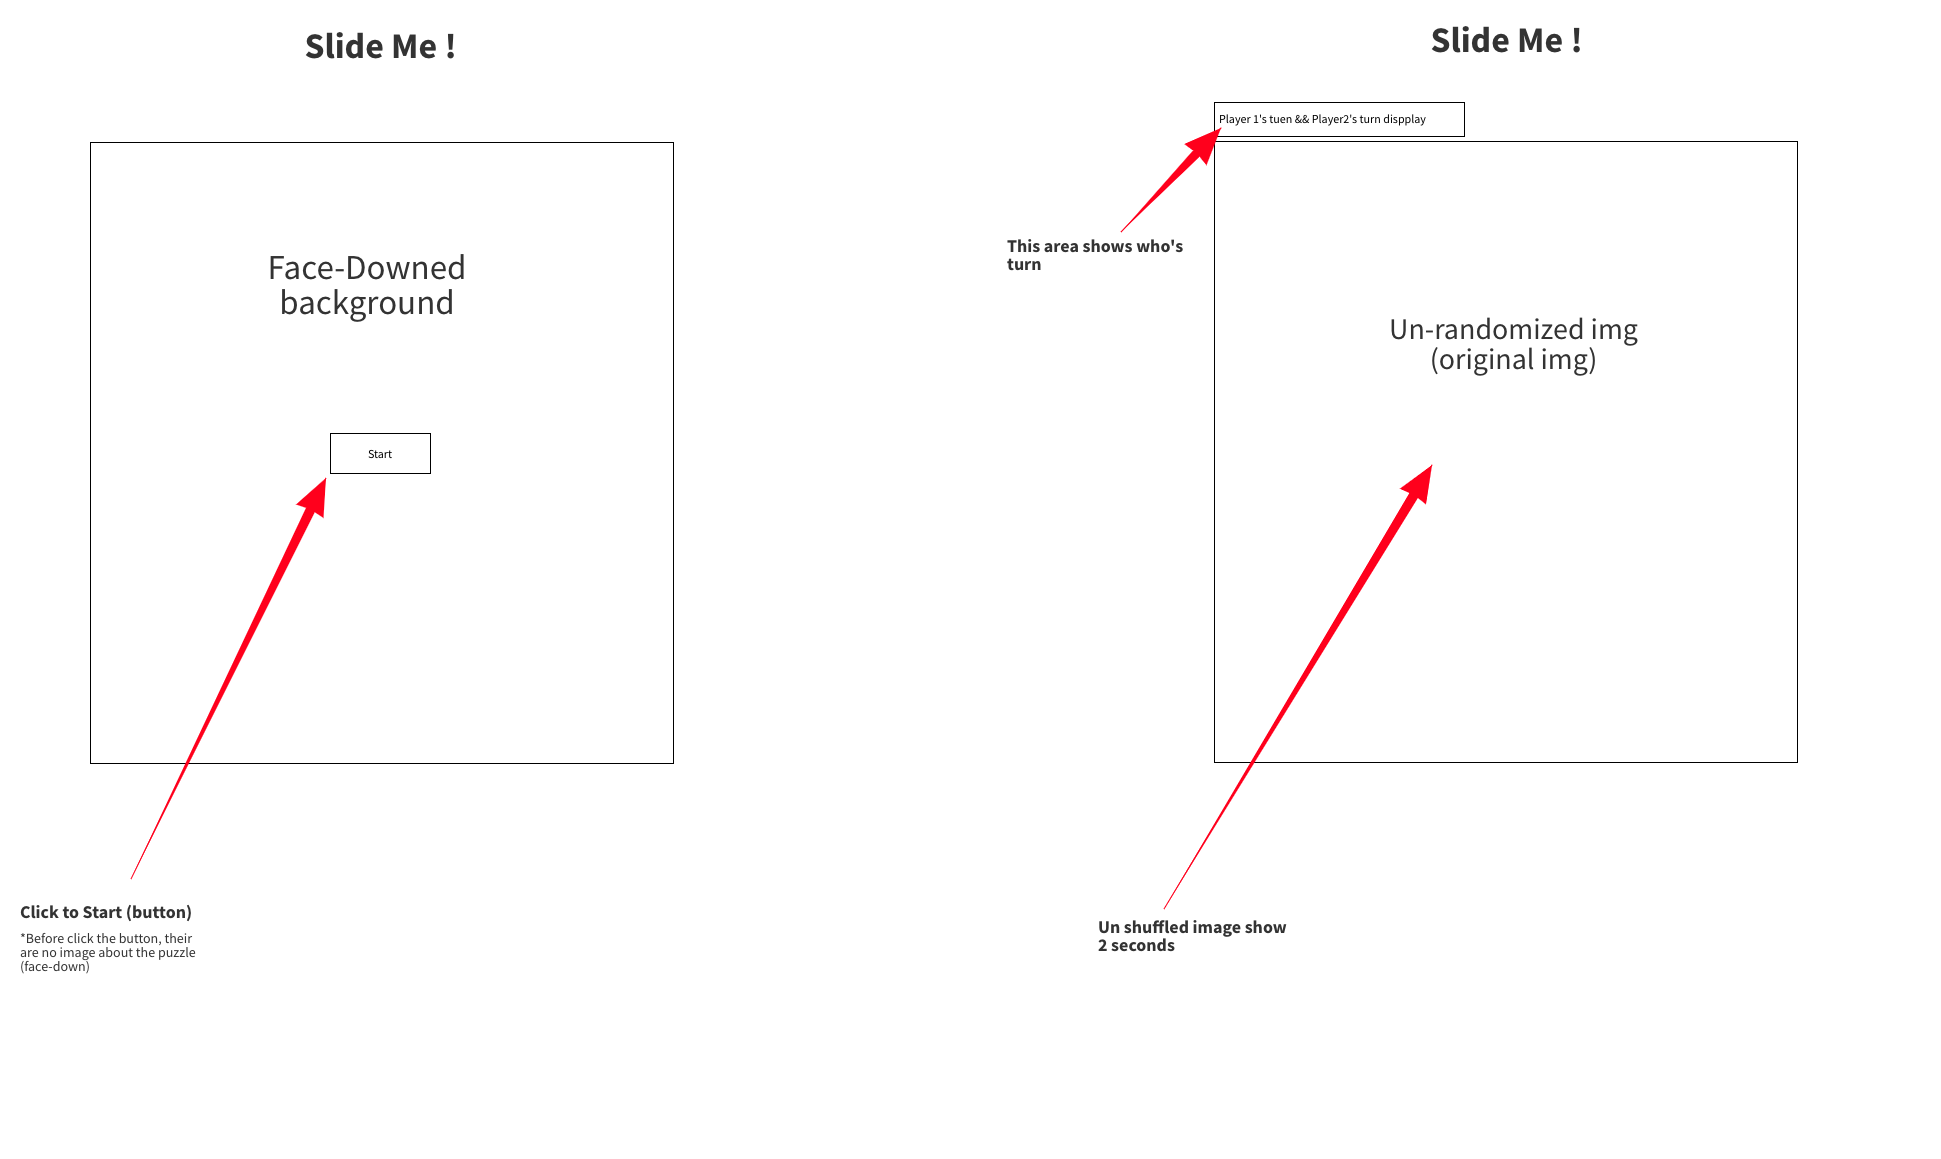 Slide Me !
Face-Downed
background
Start
Click to Start (button)
*Before click the button, their
are no image about the puzzle
(face-down)
Slide Me !
Player 1's tuen && Player2's turn dispplay
This area shows who's
turn
Un-randomized img
(original img)
Un shuffled image show
2 seconds